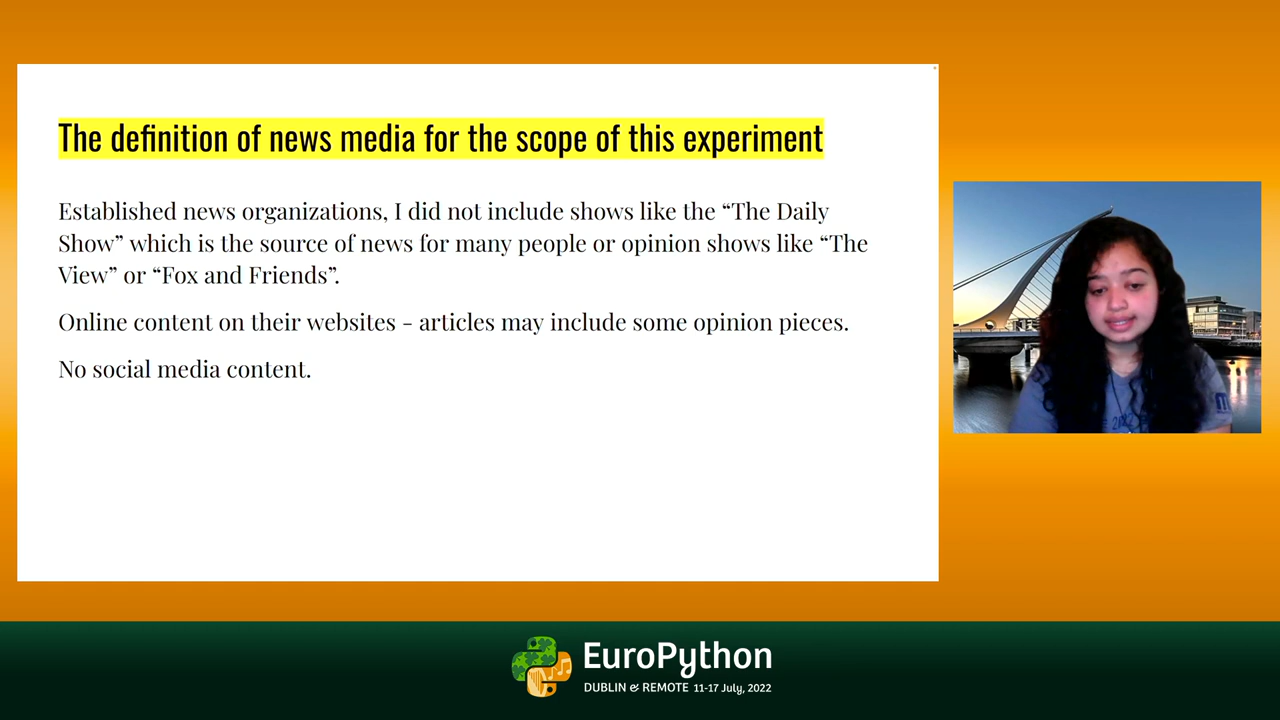 The definition of news media for the scope of this experiment
Established news organizations, I did not include shows like the “The Daily
Show” which is the source of news for many people or opinion shows like “The
View” or “Fox and Friends”.
Online content on their websites - articles may include some opinion pieces.
No social media content.
2022
EuroPython
DUBLIN & REMOTE 11-17 July, 2022